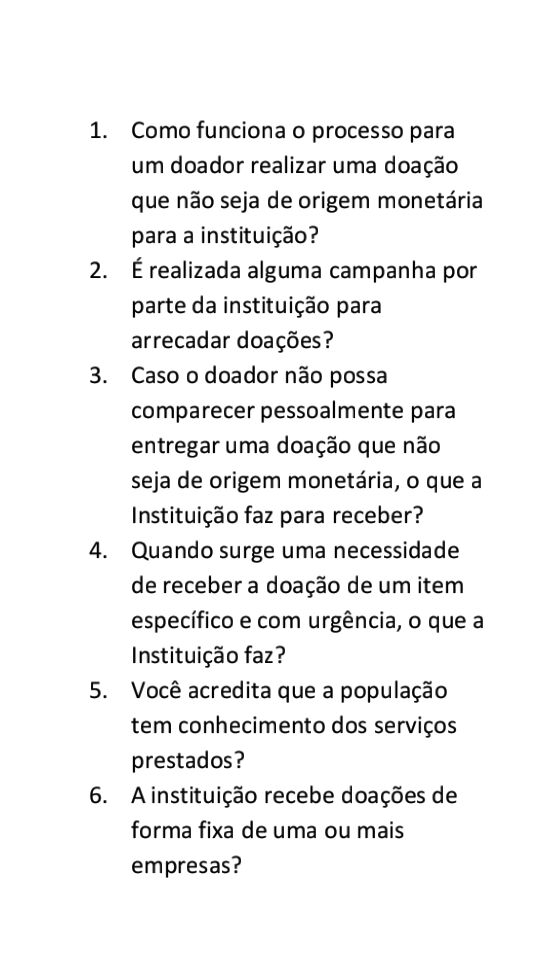 1. Como funciona o processo para
um doador realizar uma doação
que não seja de origem monetária
para a instituição?
2. É realizada alguma campanha por
parte da instituição para
arrecadar doações?
3. Caso o doador não possa
comparecer pessoalmente para
entregar uma doação que não
seja de origem monetária, o que a
Instituição faz para receber?
4. Quando surge uma necessidade
de receber a doação de um item
específico e com urgência, o que a
Instituição faz?
5. Você acredita que a população
tem conhecimento dos serviços
prestados?
6. A instituição recebe doações de
forma fixa de uma ou mais
empresas?